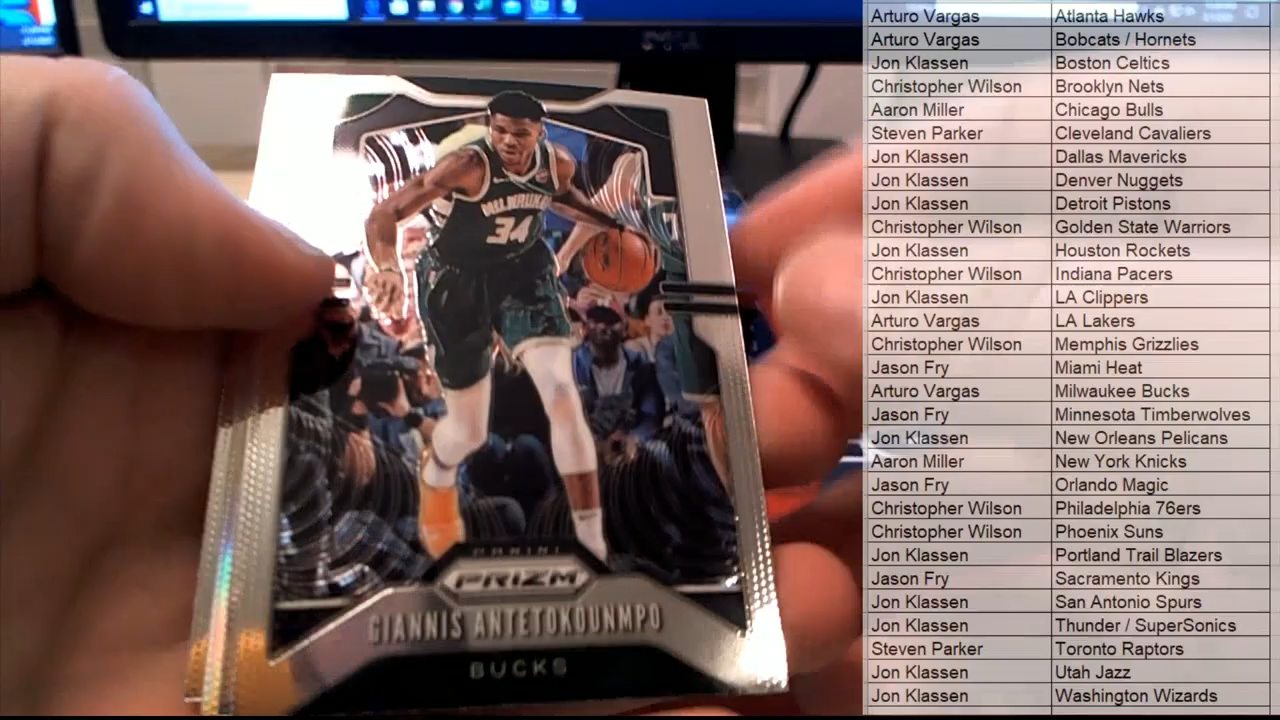 DELL
MILWAUKEE
34
PANINI
PRIZM
GIANNIS ANTETOKOUNMPO
BUCKS
Arturo Vargas Atlanta Hawks
Arturo Vargas Bobcats / Hornets
Jon Klassen Boston Celtics
Christopher Wilson Brooklyn Nets
Aaron Miller Chicago Bulls
Steven Parker Cleveland Cavaliers
Jon Klassen Dallas Mavericks
Jon Klassen Denver Nuggets
Jon Klassen Detroit Pistons
Christopher Wilson Golden State Warriors
Jon Klassen Houston Rockets
Christopher Wilson Indiana Pacers
Jon Klassen LA Clippers
Arturo Vargas LA Lakers
Christopher Wilson Memphis Grizzlies
Jason Fry Miami Heat
Arturo Vargas Milwaukee Bucks
Jason Fry Minnesota Timberwolves
Jon Klassen New Orleans Pelicans
Aaron Miller New York Knicks
Jason Fry Orlando Magic
Christopher Wilson Philadelphia 76ers
Christopher Wilson Phoenix Suns
Jon Klassen Portland Trail Blazers
Jason Fry Sacramento Kings
Jon Klassen San Antonio Spurs
Jon Klassen Thunder / SuperSonics
Steven Parker Toronto Raptors
Jon Klassen Utah Jazz
Jon Klassen Washington Wizards